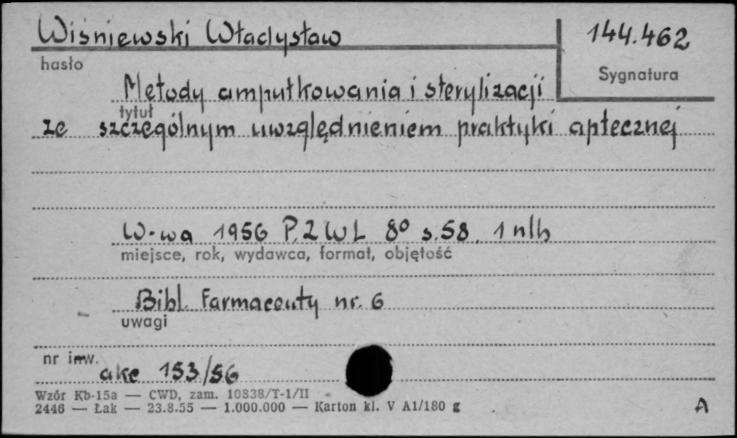 Wiśniewski Władysław
144.462
hasło
Sygnatura
Metody ampułkowania i sterylizacji
tytuł
ze szczególnym uwzględnieniem praktyki aptecznej
W-wa 1956 P.Z.W.L 8° s.58. 1 nlb
miejsce, rok, wydawca, format, objętość
Bibl. Farmaceuty nr. 6
uwagi
nr inw.
akc 153/56
Wzór Kb-15a — CWD, zam. 10838/T-1/II
2446 — Łak — 23.8.55 — 1.000.000 — Karton kl. V A1/180 g
A